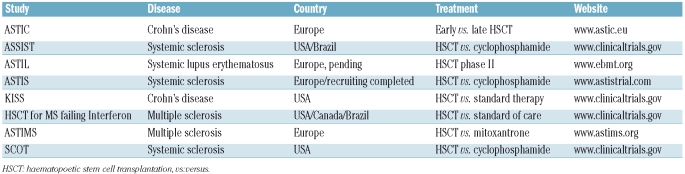 Study Disease Country Treatment Website
ASTIC Crohn's disease Europe Early vs. late HSCT www.astic.eu
ASSIST Systemic sclerosis USA/Brazil HSCT vs. cyclophosphamide www.clinicaltrials.gov
ASTIL Systemic lupus erythematosus Europe, pending HSCT phase II www.ebmt.org
ASTIS Systemic sclerosis Europe/recruiting completed HSCT vs. cyclophosphamide www.astistrial.com
KISS Crohn's disease USA HSCT vs. standard therapy www.clinicaltrials.gov
HSCT for MS failing Interferon Multiple sclerosis USA/Canada/Brazil HSCT vs. standard of care www.clinicaltrials.gov
ASTIMS Multiple sclerosis Europe HSCT vs. mitoxantrone www.astims.org
SCOT Systemic sclerosis USA HSCT vs. cyclophosphamide www.clinicaltrials.gov
HSCT: haematopoetic stem cell transplantation, vs:versus.